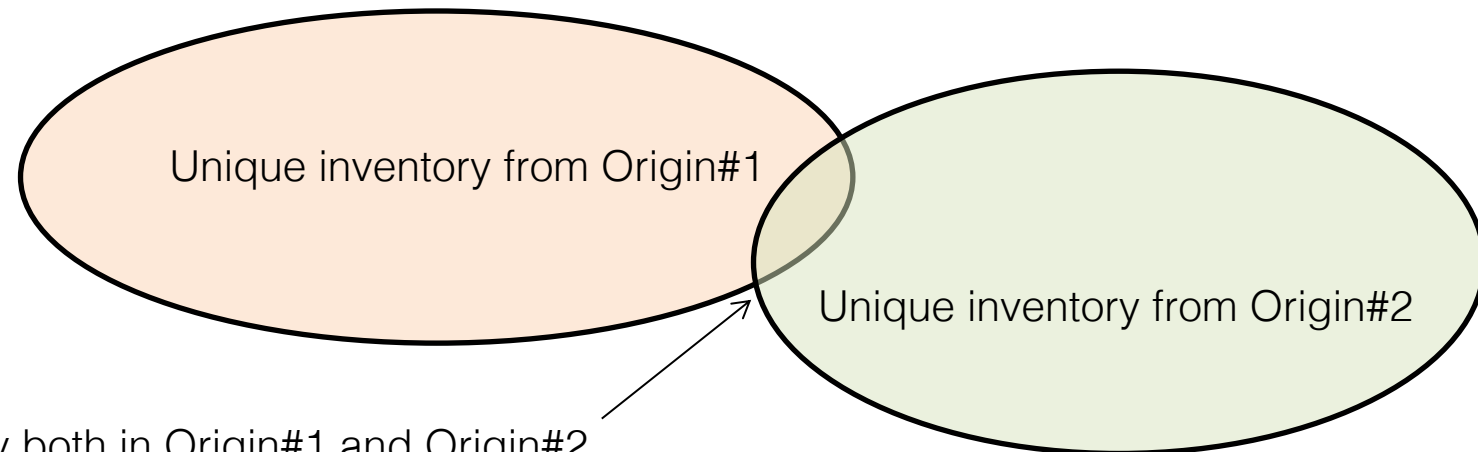 Unique inventory from Origin#1
Unique inventory from Origin#2
both in Origin#1 and Origin#2